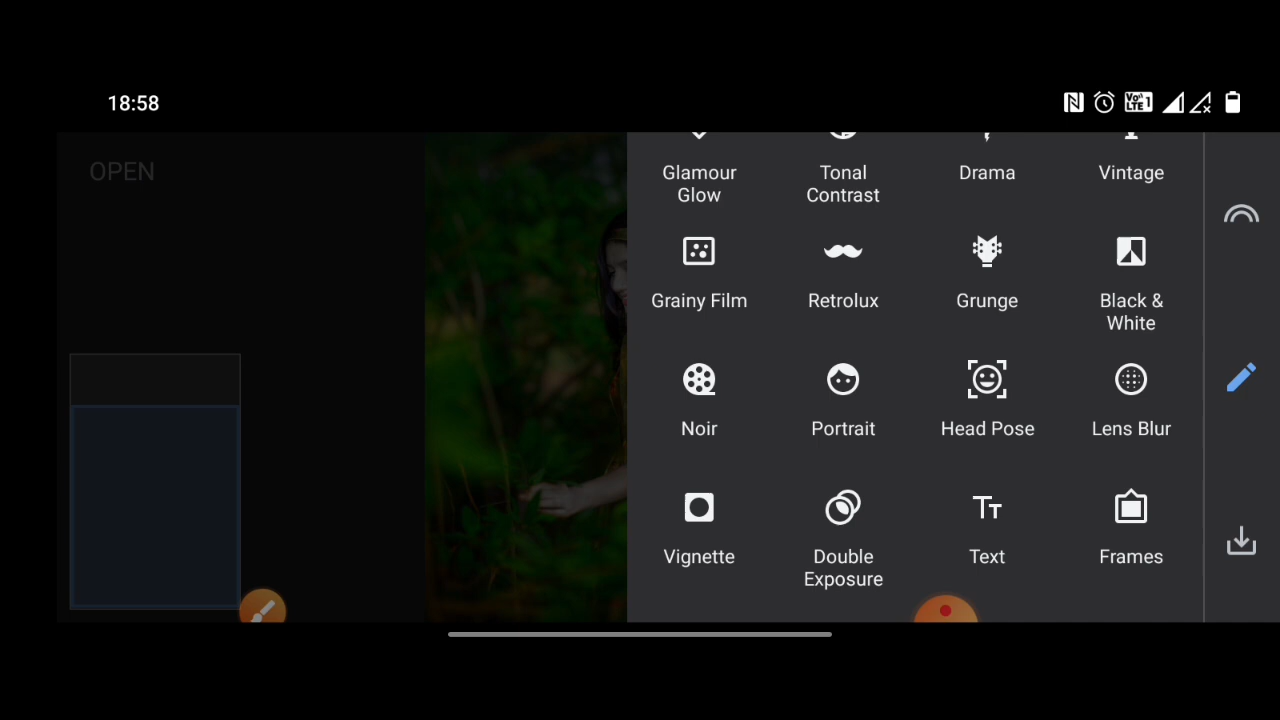 18:58
VoLTE1
OPEN
Glamour
Glow
Tonal
Contrast
Drama
Vintage
Grainy Film
Retrolux
Grunge
Black &
White
Noir
Portrait
Head Pose
Lens Blur
Vignette
Double
Exposure
Text
Frames